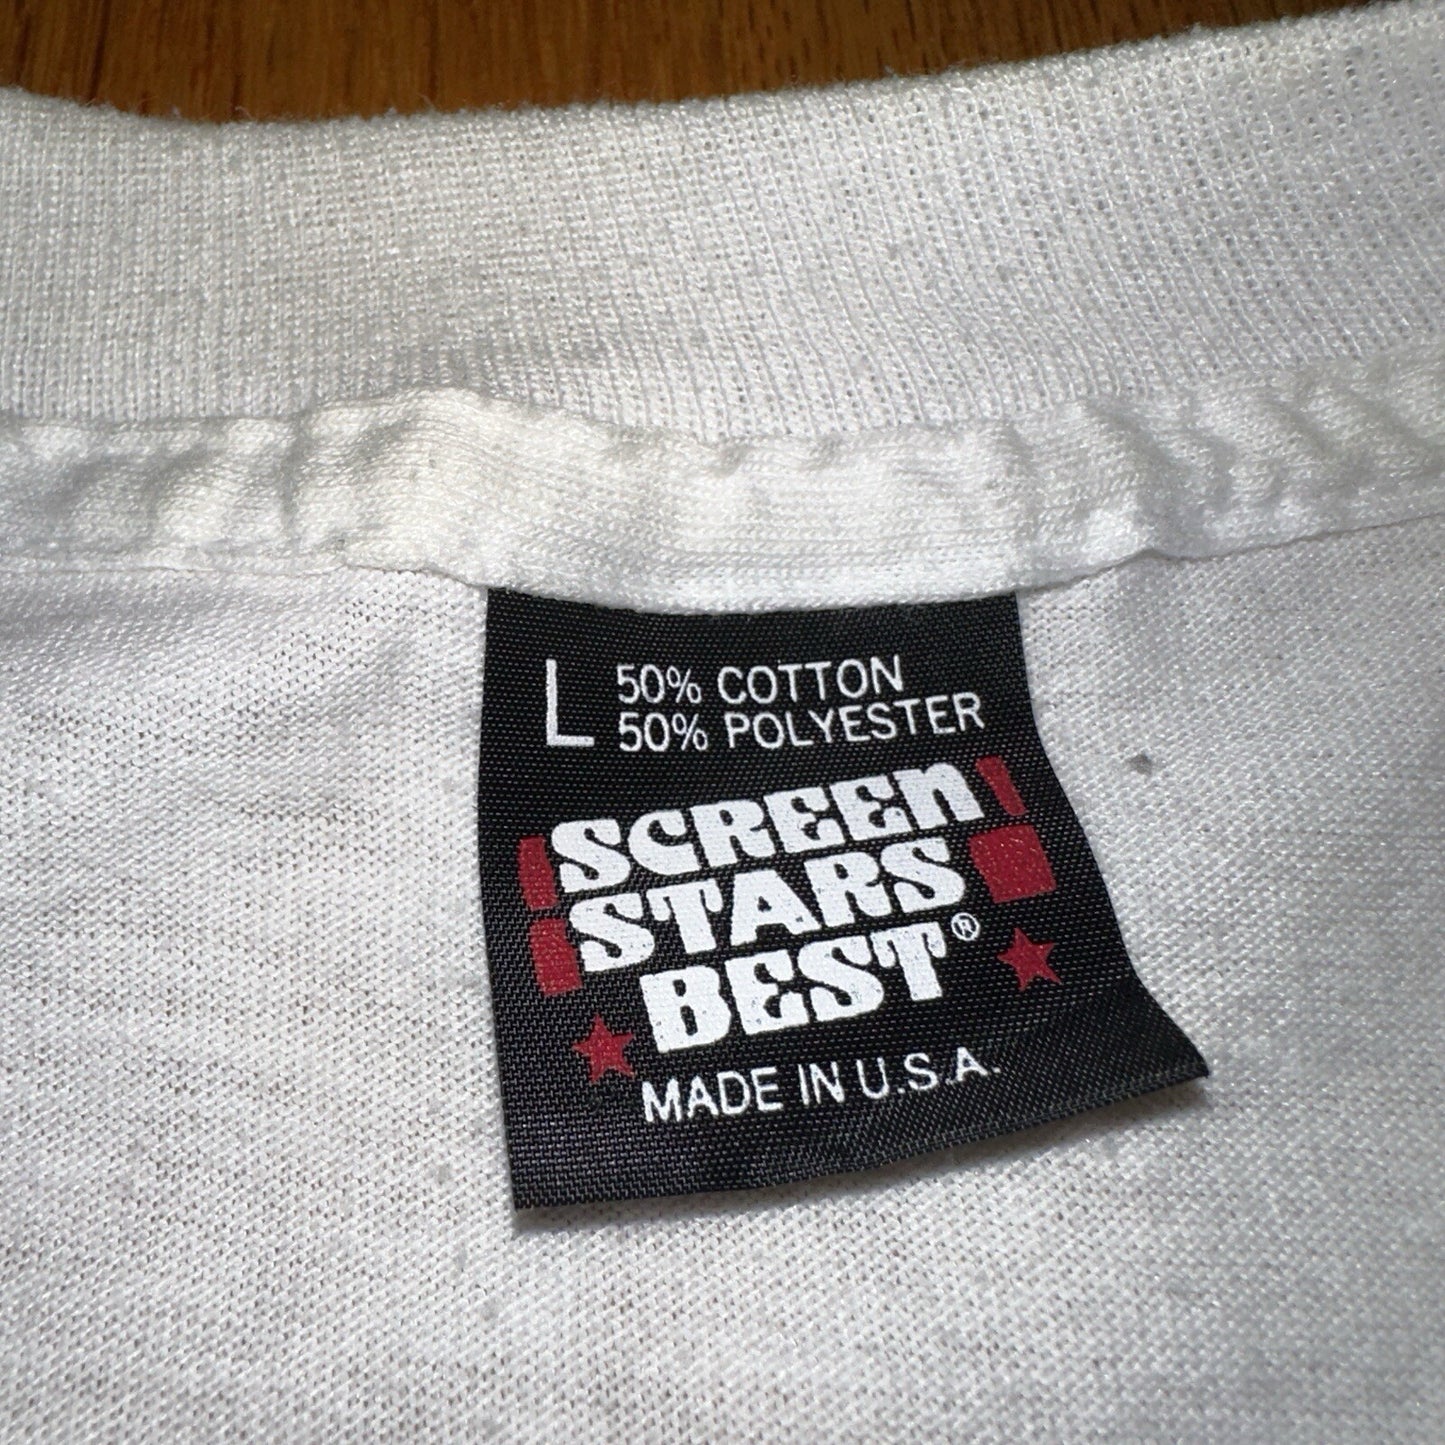 L 50% COTTON
50% POLYESTER
SCREEN
STARS
BEST®
MADE IN U.S.A.